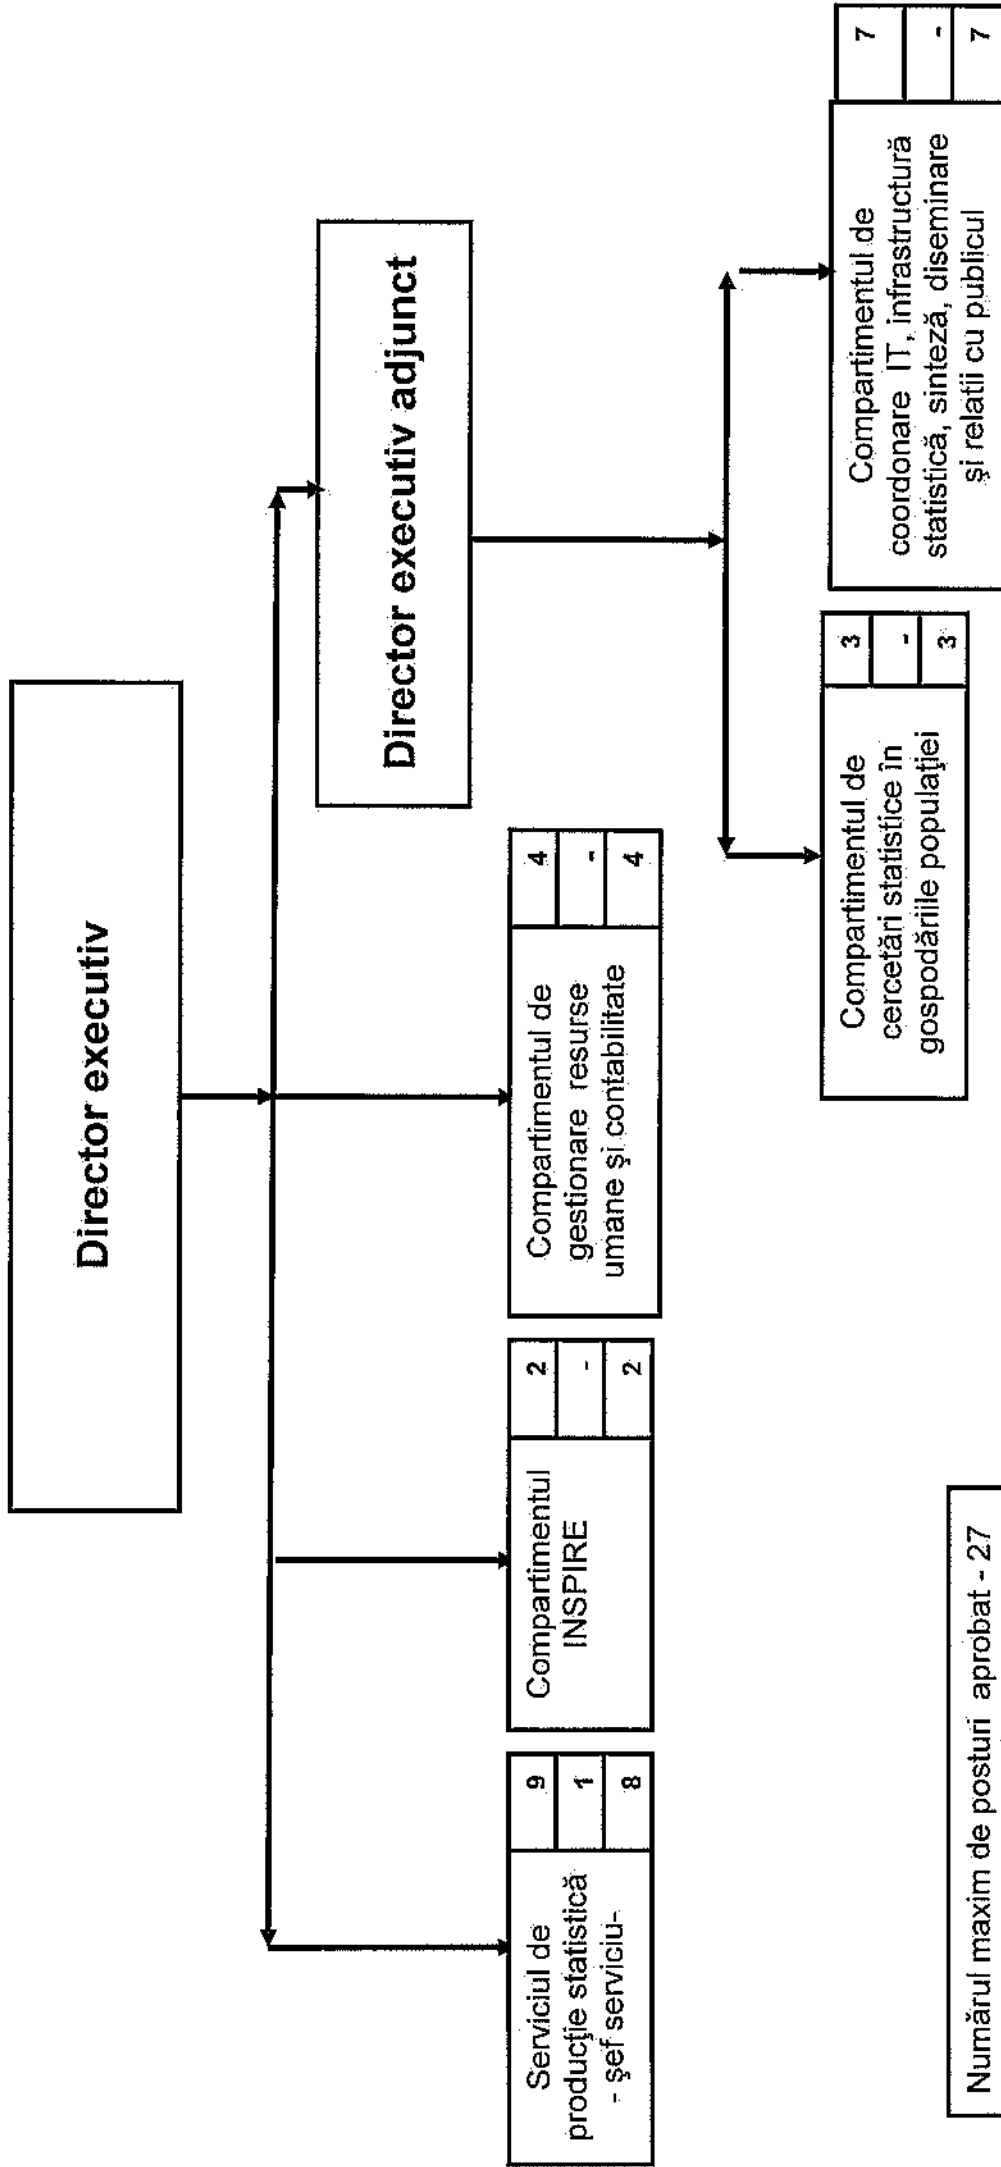 Director executiv
Director executiv adjunct
Serviciul de
producţie statistică
- şef serviciu-
9
1
8
Compartimentul
INSPIRE
2
-
2
Compartimentul de
gestionare resurse
umane şi contabilitate
4
-
4
Compartimentul de
cercetări statistice în
gospodăriile populaţiei
3
-
3
Compartimentul de
coordonare IT, infrastructură
statistică, sinteză, diseminare
şi relatii cu publicul
7
-
7
Numărul maxim de posturi aprobat - 27